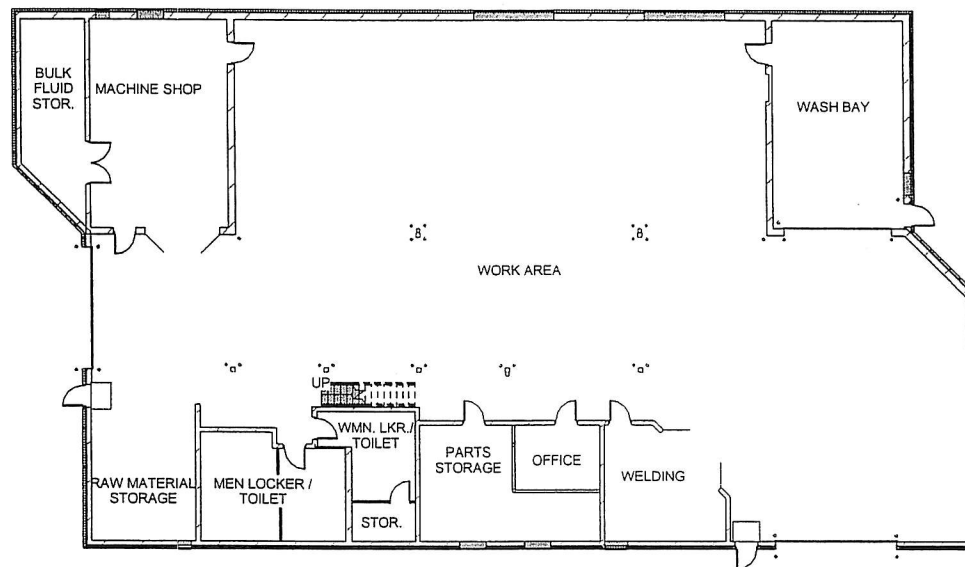 BULK
FLUID
STOR.
MACHINE SHOP
WASH BAY
WORK AREA
UP
WMN. LKR./
TOILET
PARTS
STORAGE
OFFICE
WELDING
RAW MATERIAL
STORAGE
MEN LOCKER /
TOILET
STOR.